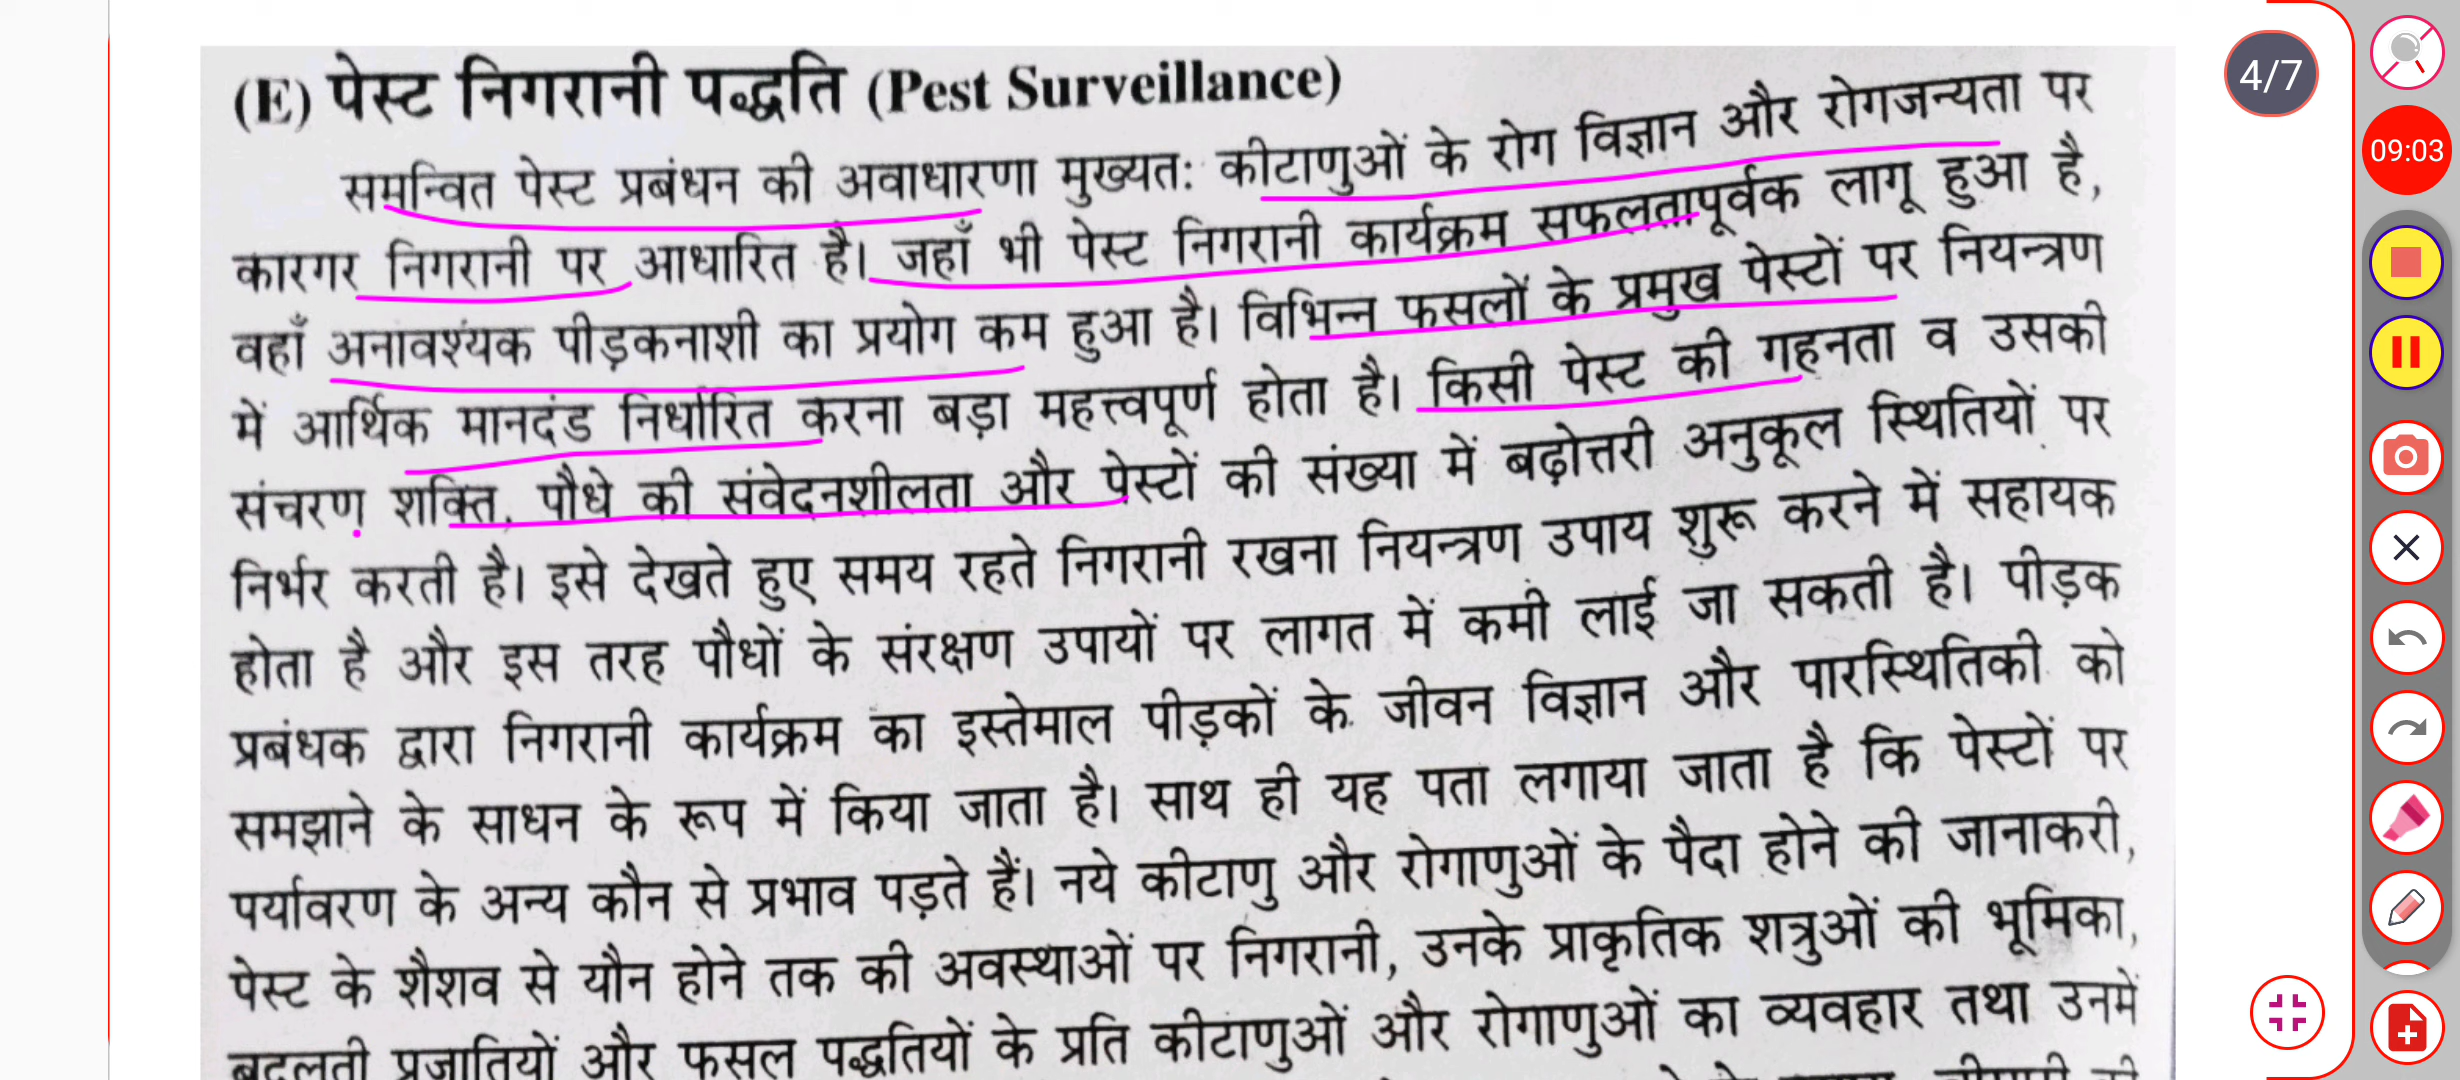 (E) पेस्ट निगरानी पद्धति (Pest Surveillance)
समन्वित पेस्ट प्रबंधन की अवाधारणा मुख्यत: कीटाणुओं के रोग विज्ञान और रोगजन्यता पर
कारगर निगरानी पर आधारित है। जहाँ भी पेस्ट निगरानी कार्यक्रम सफलतापूर्वक लागू हुआ है,
वहाँ अनावश्यक पीड़कनाशी का प्रयोग कम हुआ है। विभिन्न फसलों के प्रमुख पेस्टों पर नियन्त्रण
में आर्थिक मानदंड निर्धारित करना बड़ा महत्त्वपूर्ण होता है। किसी पेस्ट की गहनता व उसकी
संचरण शक्ति, पौधे की संवेदनशीलता और पेस्टों की संख्या में बढ़ोत्तरी अनुकूल स्थितियों पर
निर्भर करती है। इसे देखते हुए समय रहते निगरानी रखना नियन्त्रण उपाय शुरू करने में सहायक
होता है और इस तरह पौधों के संरक्षण उपायों पर लागत में कमी लाई जा सकती है। पीड़क
प्रबंधक द्वारा निगरानी कार्यक्रम का इस्तेमाल पीड़कों के जीवन विज्ञान और पारस्थितिकी को
समझाने के साधन के रूप में किया जाता है। साथ ही यह पता लगाया जाता है कि पेस्टों पर
पर्यावरण के अन्य कौन से प्रभाव पड़ते हैं। नये कीटाणु और रोगाणुओं के पैदा होने की जानाकरी,
पेस्ट के शैशव से यौन होने तक की अवस्थाओं पर निगरानी, उनके प्राकृतिक शत्रुओं की भूमिका,
बदलती प्रजातियों और फसल पद्धतियों के प्रति कीटाणुओं और रोगाणुओं का व्यवहार तथा उनमें
4/7
09:03